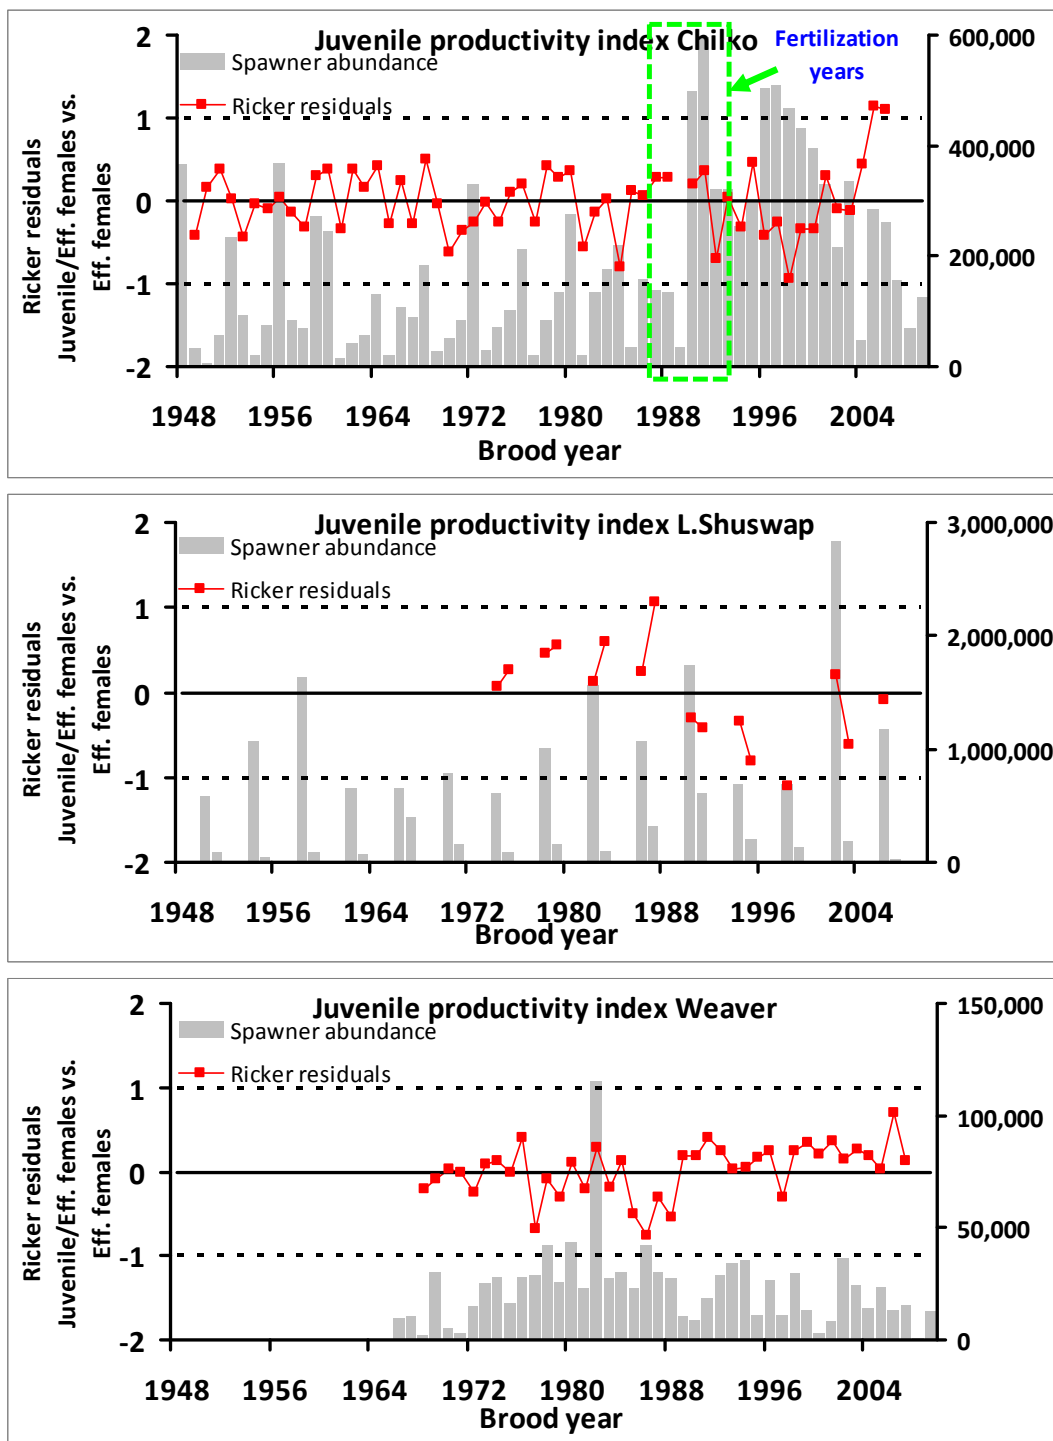 Juvenile productivity index Chilko
Spawner abundance
Ricker residuals
Fertilization
years
Ricker residuals
Juvenile/Eff. females vs.
Eff. females
2
1
0
-1
-2
600,000
400,000
200,000
0
1948 1956 1964 1972 1980 1988 1996 2004
Brood year
Juvenile productivity index L.Shuswap
Spawner abundance
Ricker residuals
Ricker residuals
Juvenile/Eff. females vs.
Eff. females
2
1
0
-1
-2
3,000,000
2,000,000
1,000,000
0
1948 1956 1964 1972 1980 1988 1996 2004
Brood year
Juvenile productivity index Weaver
Spawner abundance
Ricker residuals
Ricker residuals
Juvenile/Eff. females vs.
Eff. females
2
1
0
-1
-2
150,000
100,000
50,000
0
1948 1956 1964 1972 1980 1988 1996 2004
Brood year